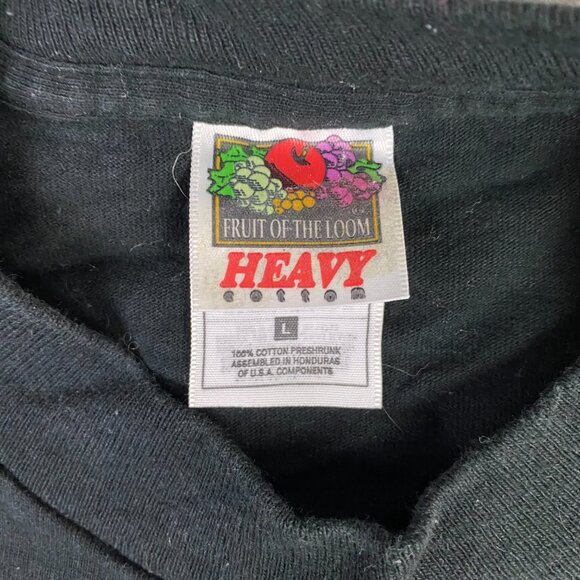 FRUIT OF THE LOOM
HEAVY
cotton
L
100% COTTON PRESHRUNK
ASSEMBLED IN HONDURAS
OF U.S.A. COMPONENTS